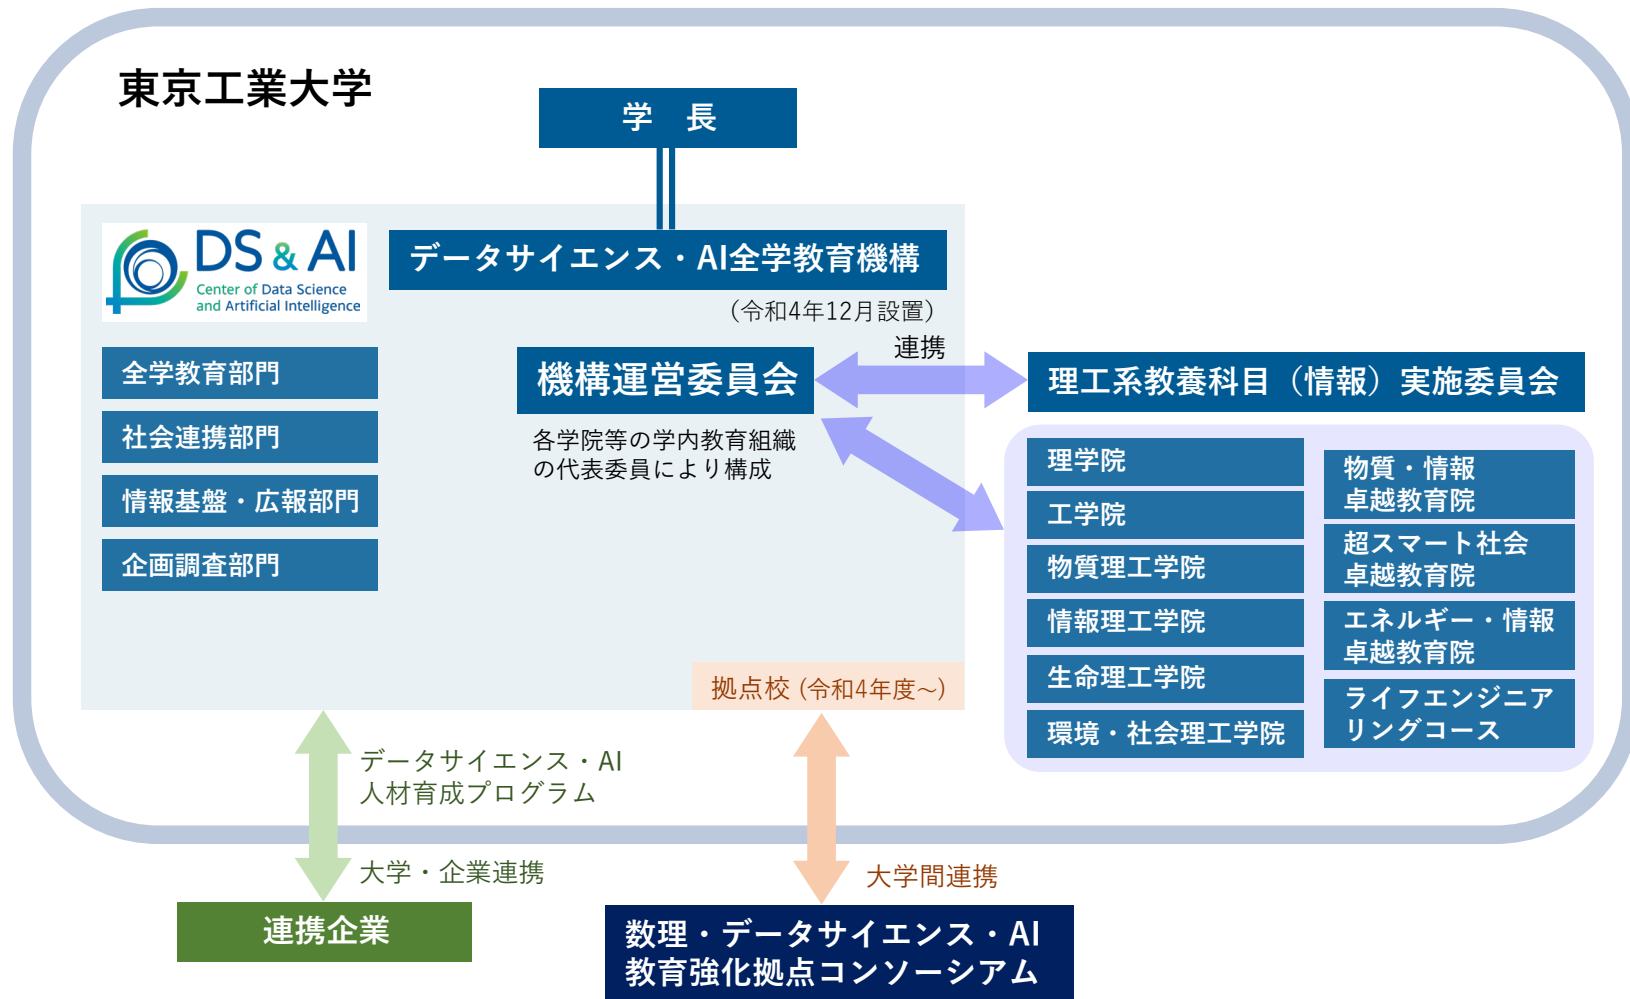 東京工業大学
学　長
DS & AI
Center of Data Science
and Artificial Intelligence
データサイエンス・AI全学教育機構
（令和4年12月設置）
全学教育部門
社会連携部門
情報基盤・広報部門
企画調査部門
機構運営委員会
各学院等の学内教育組織
の代表委員により構成
連携
理工系教養科目（情報）実施委員会
理学院
工学院
物質理工学院
情報理工学院
生命理工学院
環境・社会理工学院
物質・情報
卓越教育院
超スマート社会
卓越教育院
エネルギー・情報
卓越教育院
ライフエンジニア
リングコース
拠点校 (令和4年度～)
データサイエンス・AI
人材育成プログラム
大学・企業連携
連携企業
大学間連携
数理・データサイエンス・AI
教育強化拠点コンソーシアム